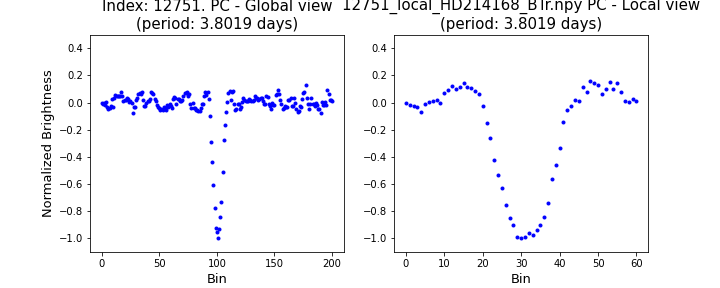 Index: 12751. PC - Global view
(period: 3.8019 days)
12751_local_HD214168_BTr.npy PC - Local view
(period: 3.8019 days)
Normalized Brightness
0.4
0.2
0.0
−0.2
−0.4
−0.6
−0.8
−1.0
0 50 100 150 200
Bin
0.4
0.2
0.0
−0.2
−0.4
−0.6
−0.8
−1.0
0 10 20 30 40 50 60
Bin